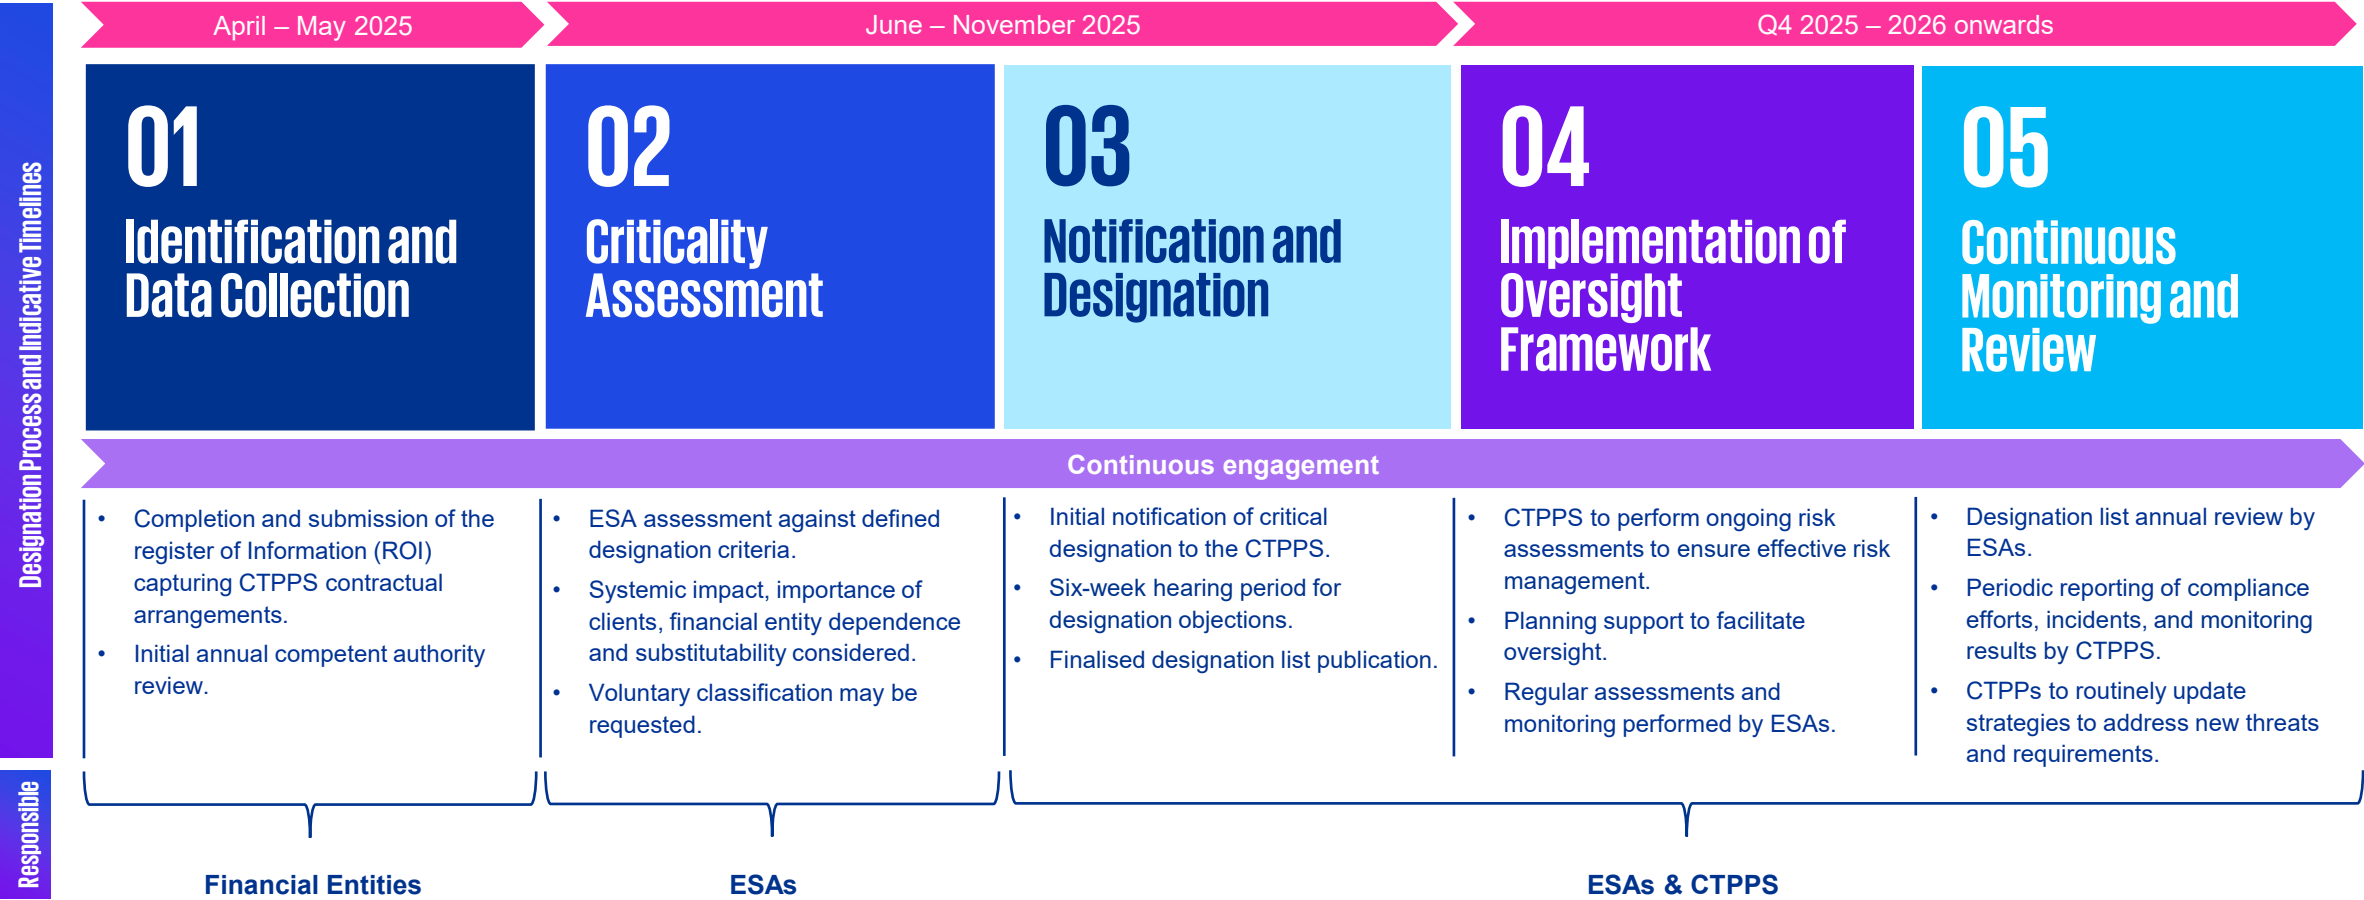 Designation Process and Indicative Timelines
April – May 2025
June – November 2025
Q4 2025 – 2026 onwards
01
Identification and
Data Collection
02
Criticality
Assessment
03
Notification and
Designation
04
Implementation of
Oversight
Framework
05
Continuous
Monitoring and
Review
Continuous engagement
• Completion and submission of the
register of Information (ROI)
capturing CTPPS contractual
arrangements.
• Initial annual competent authority
review.
• ESA assessment against defined
designation criteria.
• Systemic impact, importance of
clients, financial entity dependence
and substitutability considered.
• Voluntary classification may be
requested.
• Initial notification of critical
designation to the CTPPS.
• Six-week hearing period for
designation objections.
• Finalised designation list publication.
• CTPPS to perform ongoing risk
assessments to ensure effective risk
management.
• Planning support to facilitate
oversight.
• Regular assessments and
monitoring performed by ESAs.
• Designation list annual review by
ESAs.
• Periodic reporting of compliance
efforts, incidents, and monitoring
results by CTPPS.
• CTPPs to routinely update
strategies to address new threats
and requirements.
Responsible
Financial Entities
ESAs
ESAs & CTPPS